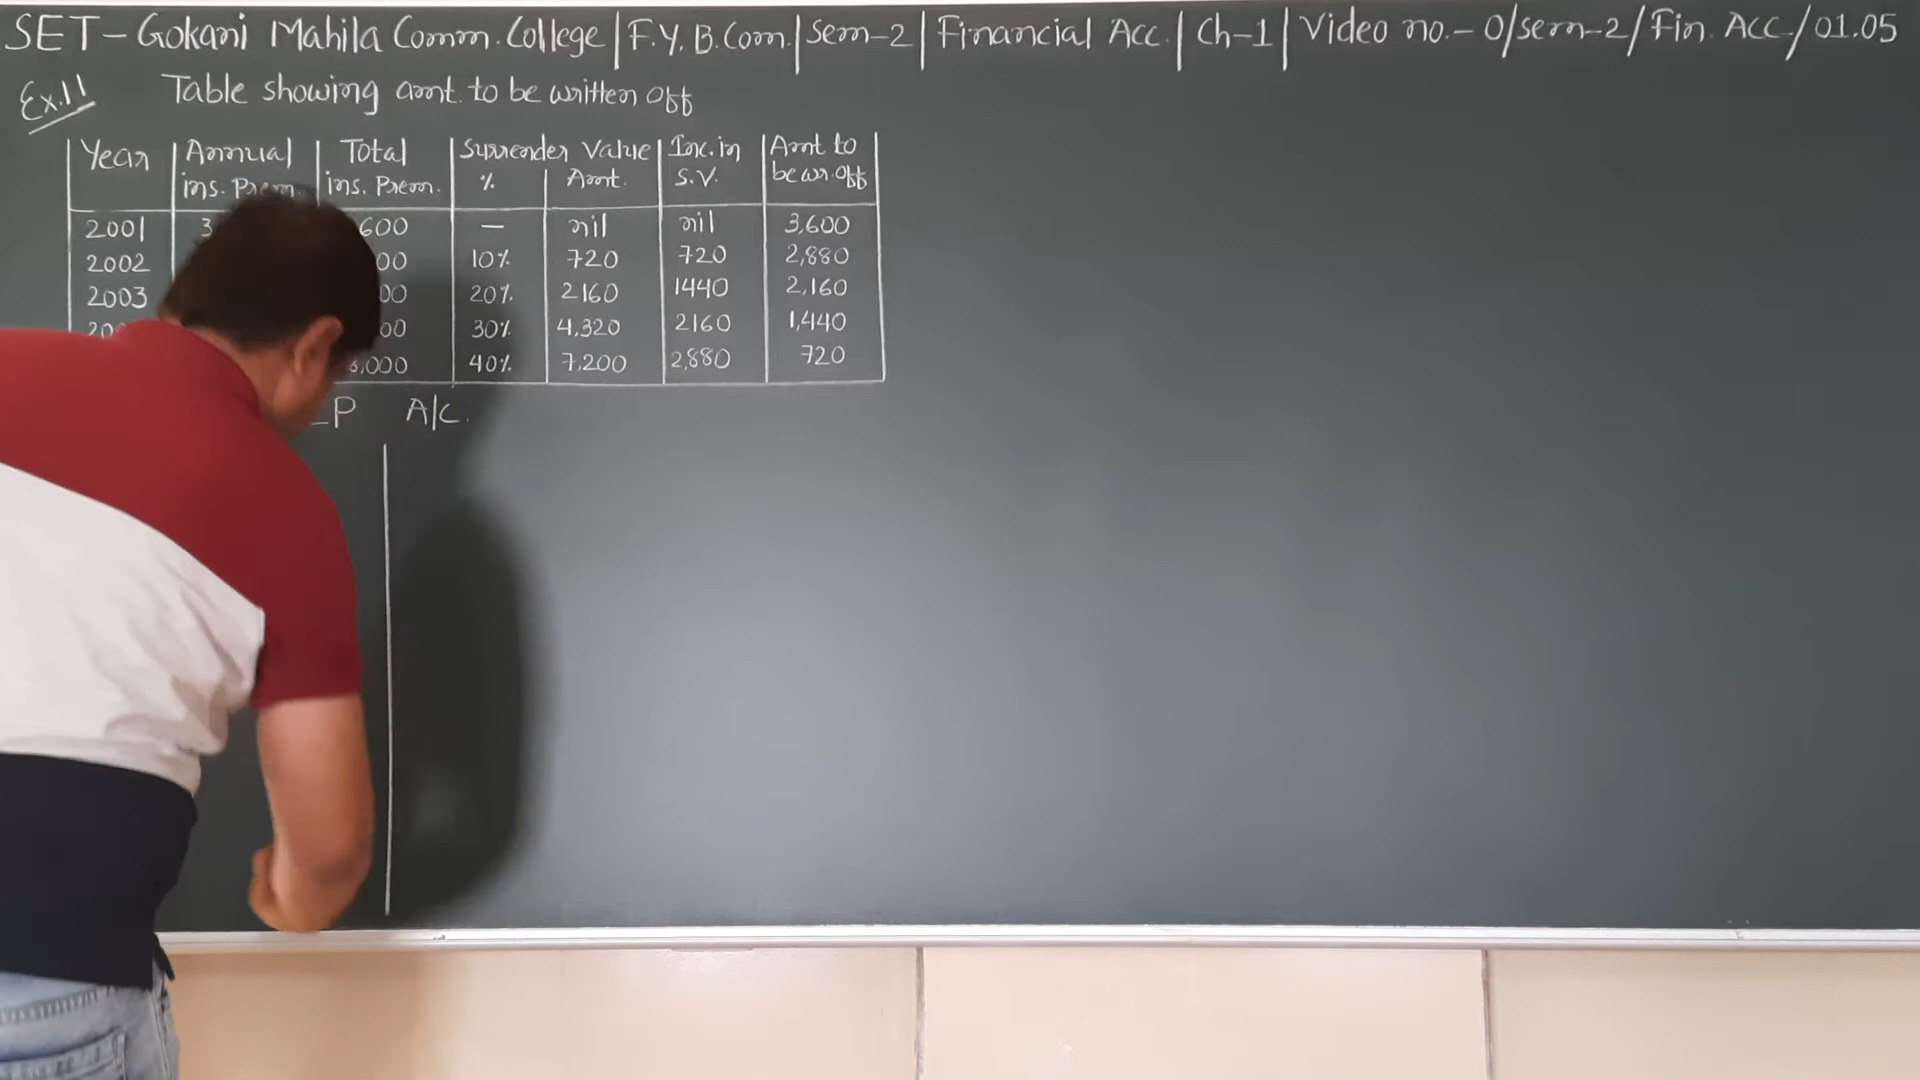 SET - Gokani Mahila Comm. College | F.Y. B.Com. | Sem-2 | Financial Acc. | Ch-1 | Video no. - 0/sem-2/Fin. Acc/01.05
Ex.11 Table showing amt. to be written off
Year | Annual ins. Prem. | Total ins. Prem. | Surrender Value % | Amt. | Inc. in S.V. | Amt to be wr. off
2001 3 600 — nil nil 3,600
2002 00 10% 720 720 2,880
2003 00 20% 2160 1440 2,160
20 00 30% 4,320 2160 1,440
,000 40% 7,200 2,880 720
LP A/c.